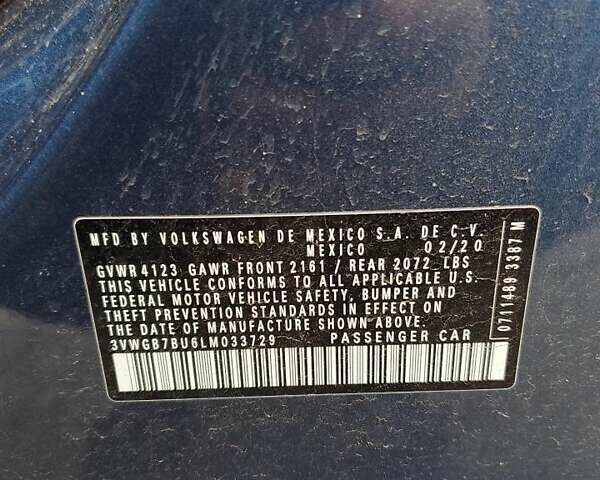 MFD BY VOLKSWAGEN DE MEXICO S.A. DE C.V.
MEXICO 02/20
GVWR 4123 GAWR FRONT 2161 / REAR 2072 LBS
THIS VEHICLE CONFORMS TO ALL APPLICABLE U.S.
FEDERAL MOTOR VEHICLE SAFETY, BUMPER AND
THEFT PREVENTION STANDARDS IN EFFECT ON
THE DATE OF MANUFACTURE SHOWN ABOVE.
3VWGB7BU6LM033729 PASSENGER CAR
0711489 3387 M